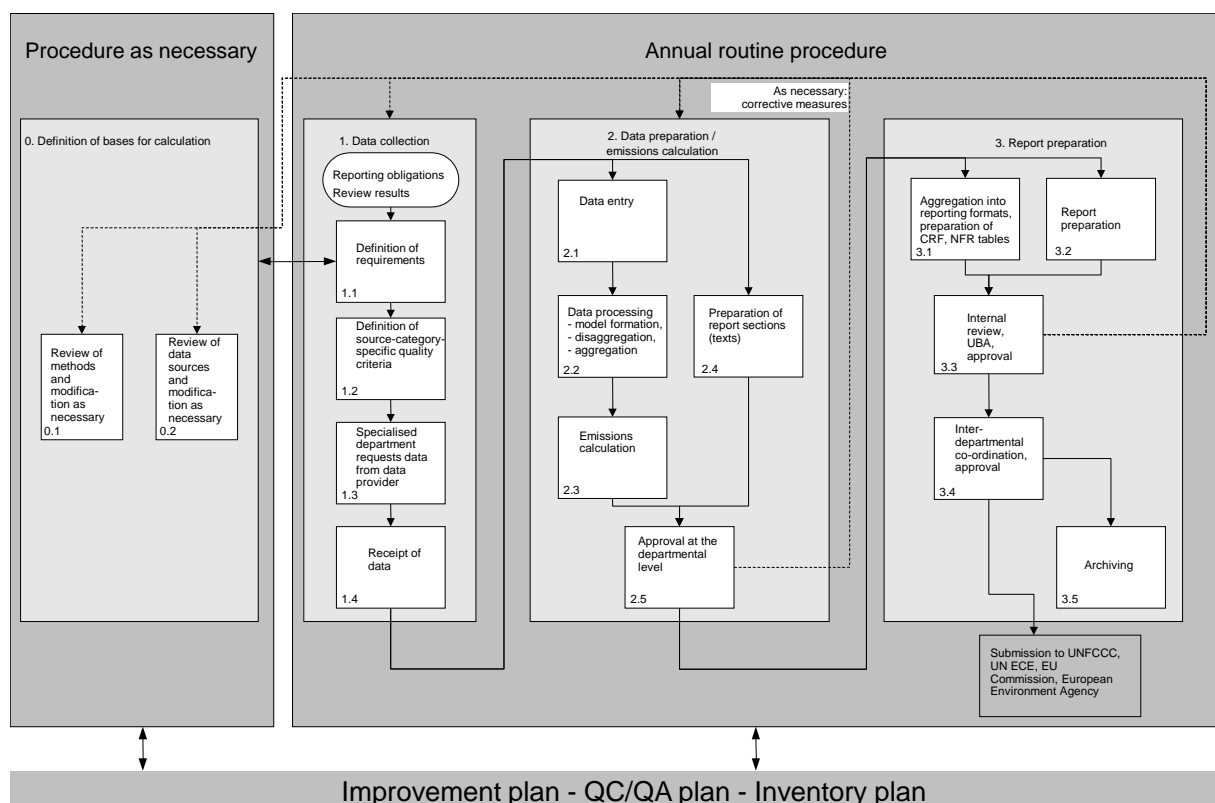 Procedure as necessary
Annual routine procedure
As necessary:
corrective measures
0. Definition of bases for calculation
Review of
methods
and
modifica-
tion as
necessary
0.1
Review of
data
sources
and
modifica-
tion as
necessary
0.2
1. Data collection
Reporting obligations
Review results
Definition of
requirements
1.1
Definition of
source-category-
specific quality
criteria
1.2
Specialised
department
requests data
from data
provider
1.3
Receipt of
data
1.4
2. Data preparation /
emissions calculation
Data entry
2.1
Data processing
- model formation,
- disaggregation,
- aggregation
2.2
Preparation of
report sections
(texts)
2.4
Emissions
calculation
2.3
Approval at the
departmental
level
2.5
3. Report preparation
Aggregation into
reporting formats,
preparation of
CRF, NFR tables
3.1
Report
preparation
3.2
Internal
review,
UBA,
approval
3.3
Inter-
departmental
co-ordination,
approval
3.4
Archiving
3.5
Submission to UNFCCC,
UN ECE, EU
Commission, European
Environment Agency
Improvement plan - QC/QA plan - Inventory plan